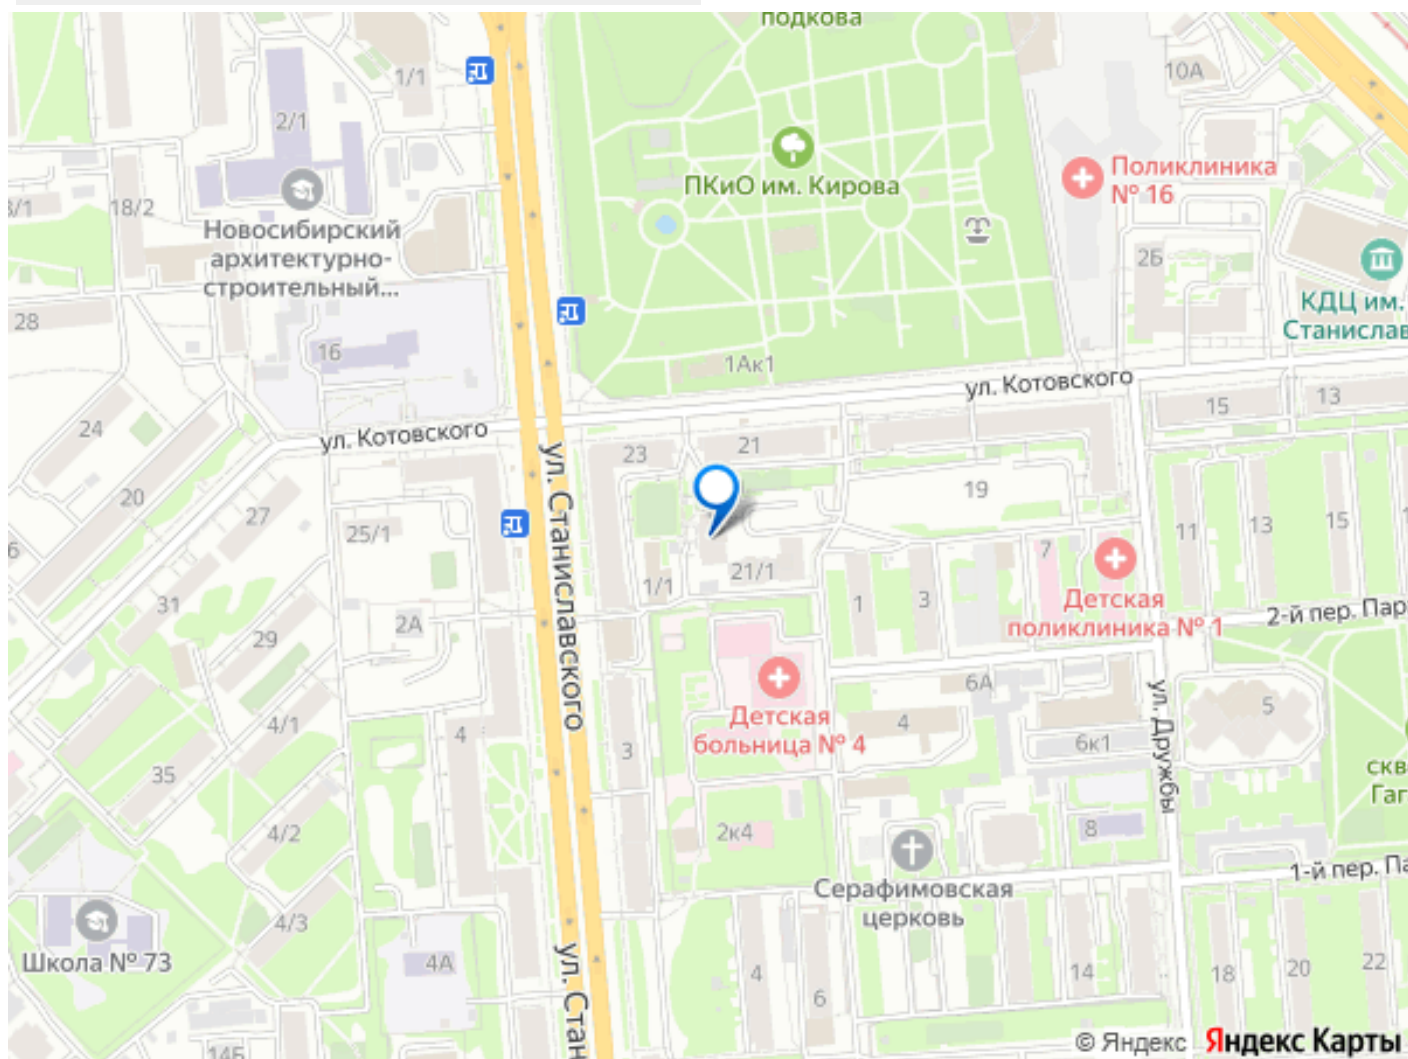 подкова
1/1
10А
2/1
Поликлиника
№ 16
ПКиО им. Кирова
18/2
Новосибирский
архитектурно-
строительный...
2Б
КДЦ им.
Станислав
28
16
1Ак1
ул. Котовского
15
13
24
ул. Котовского
23
21
ул. Станиславского
20
27
19
25/1
11
13
15
7
21/1
1/1
31
1
3
Детская
поликлиника № 1
2-й пер. Пар
29
2А
6А
ул. Дружбы
Детская
больница № 4
4
5
4/1
4
3
6к1
35
скв
Гаг
4/2
2к4
8
1-й пер. Па
Серафимовская
церковь
4/3
Школа № 73
4А
ул. Стан
4
6
14
18
20
22
14Б
© Яндекс Яндекс Карты